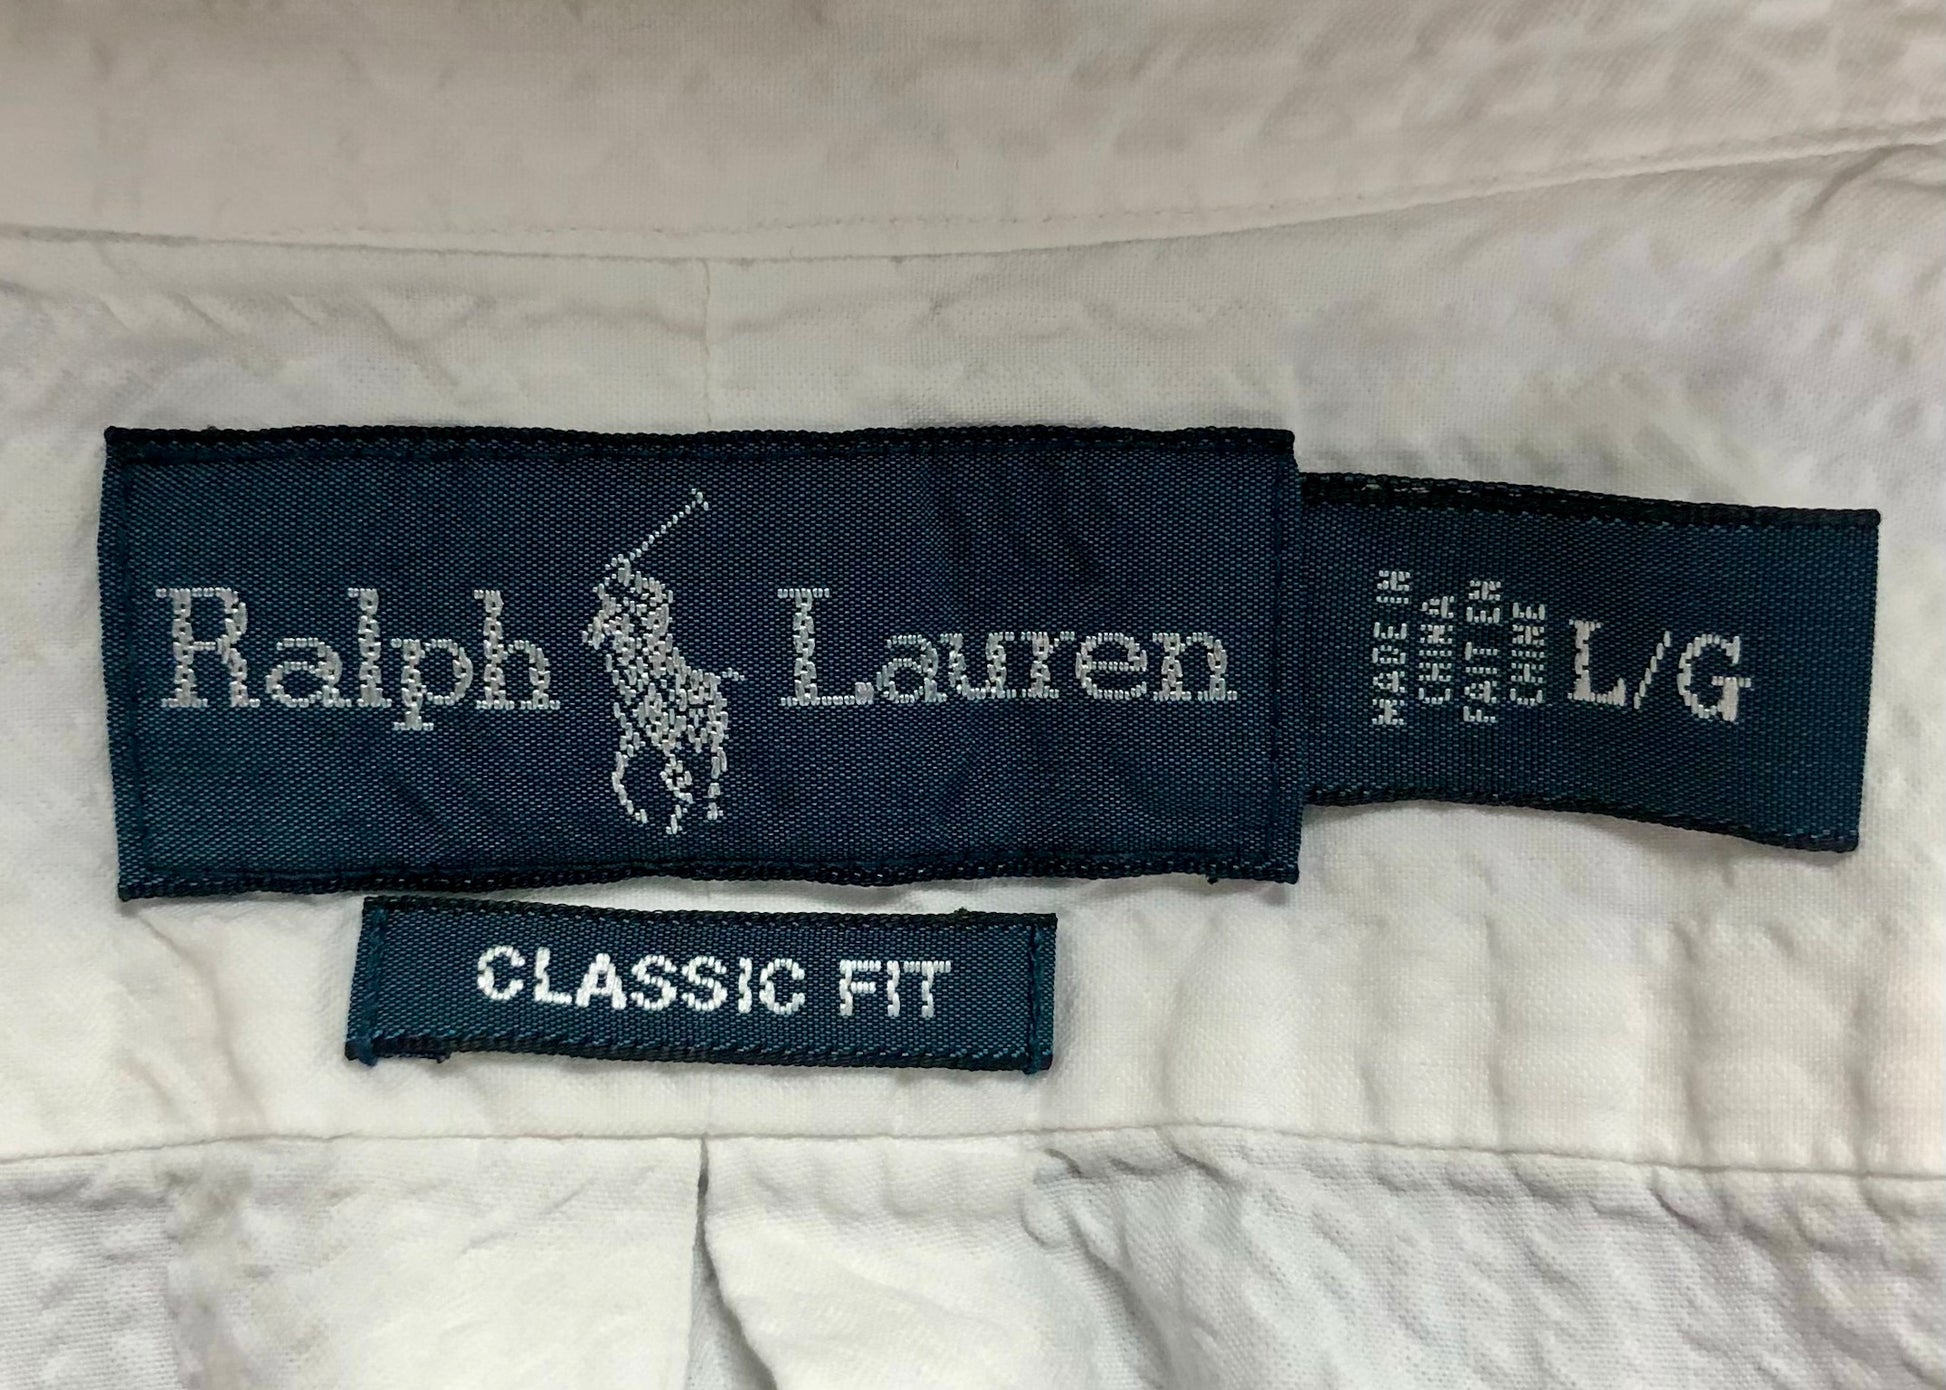 Ralph Lauren
MADE IN
CHINA
FAIT EN
CHINE
L/G
CLASSIC FIT